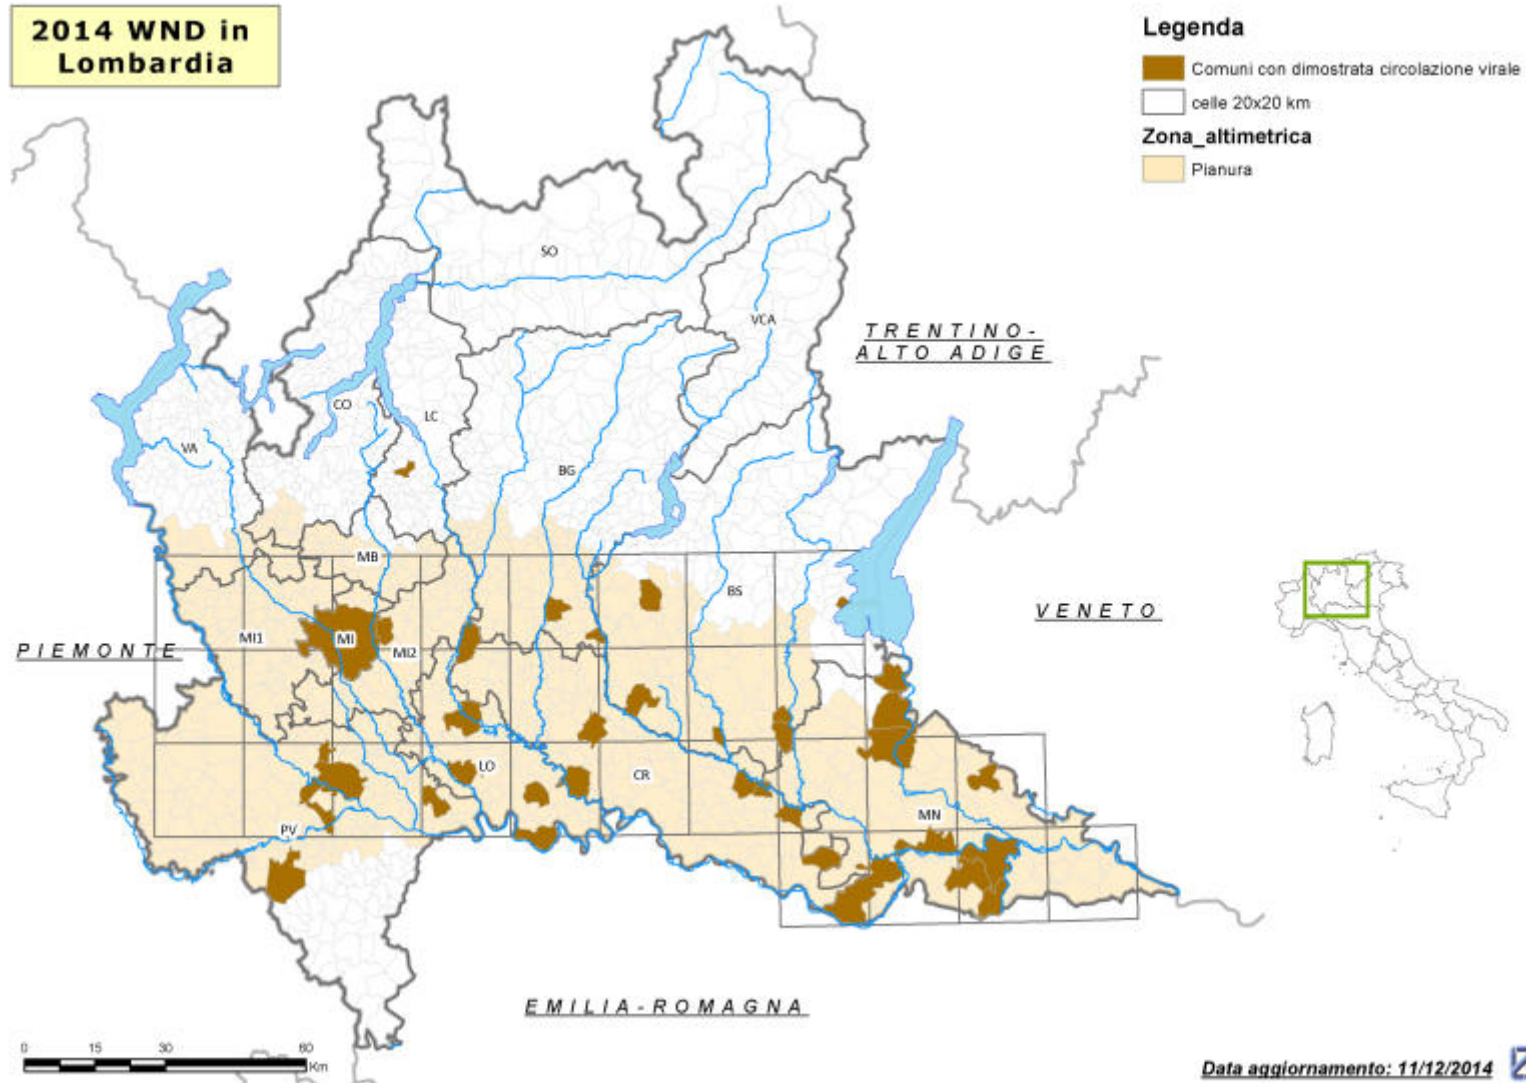 2014 WND in
Lombardia
Legenda
Comuni con dimostrata circolazione virale
celle 20x20 km
Zona_altimetrica
Pianura
SO
VCA
TRENTINO-
ALTO ADIGE
CO
LC
VA
BG
MB
BS
VENETO
MI1
MI
MI2
PIEMONTE
LO
CR
MN
PV
EMILIA-ROMAGNA
0 15 30 60
Km
Data aggiornamento: 11/12/2014